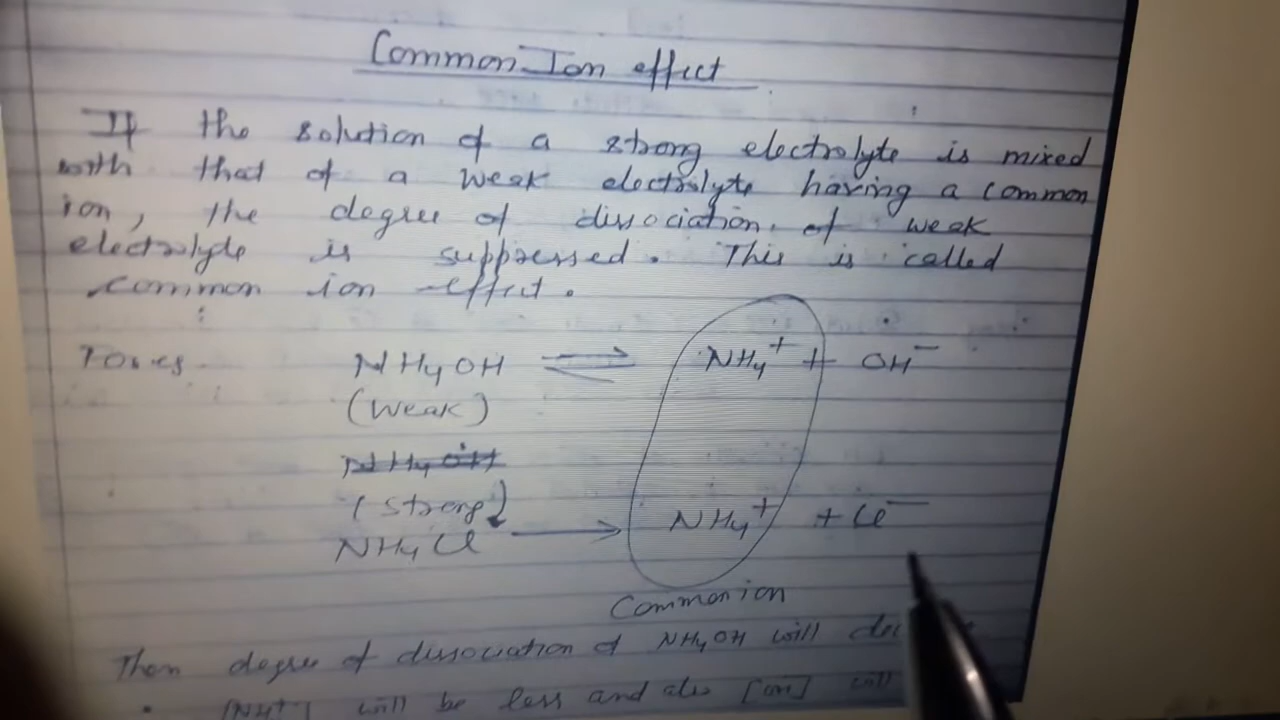 Common Ion effect
If the solution of a strong electrolyte is mixed
with that of a weak electrolyte having a common
ion, the degree of dissociation of weak
electrolyte is suppressed. This is called
common ion effect.
NH4OH ⇌ NH4+ + OH−
(Weak)
NH4OH
(Strong)
NH4Cl → NH4+ + Cl−
Common ion
Then degree of dissociation of NH4OH will
[NH4+] will be less and also [OH] will